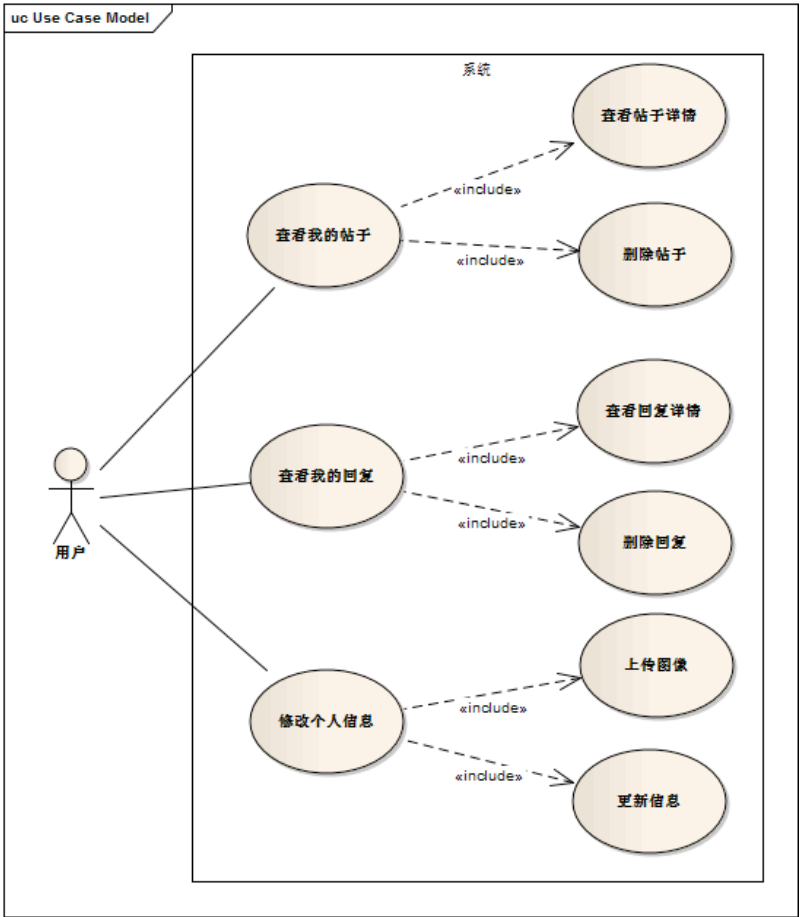 uc Use Case Model
系统
查看帖子详情
«include»
查看我的帖子
«include»
删除帖子
查看回复详情
«include»
查看我的回复
«include»
删除回复
用户
上传图像
«include»
修改个人信息
«include»
更新信息